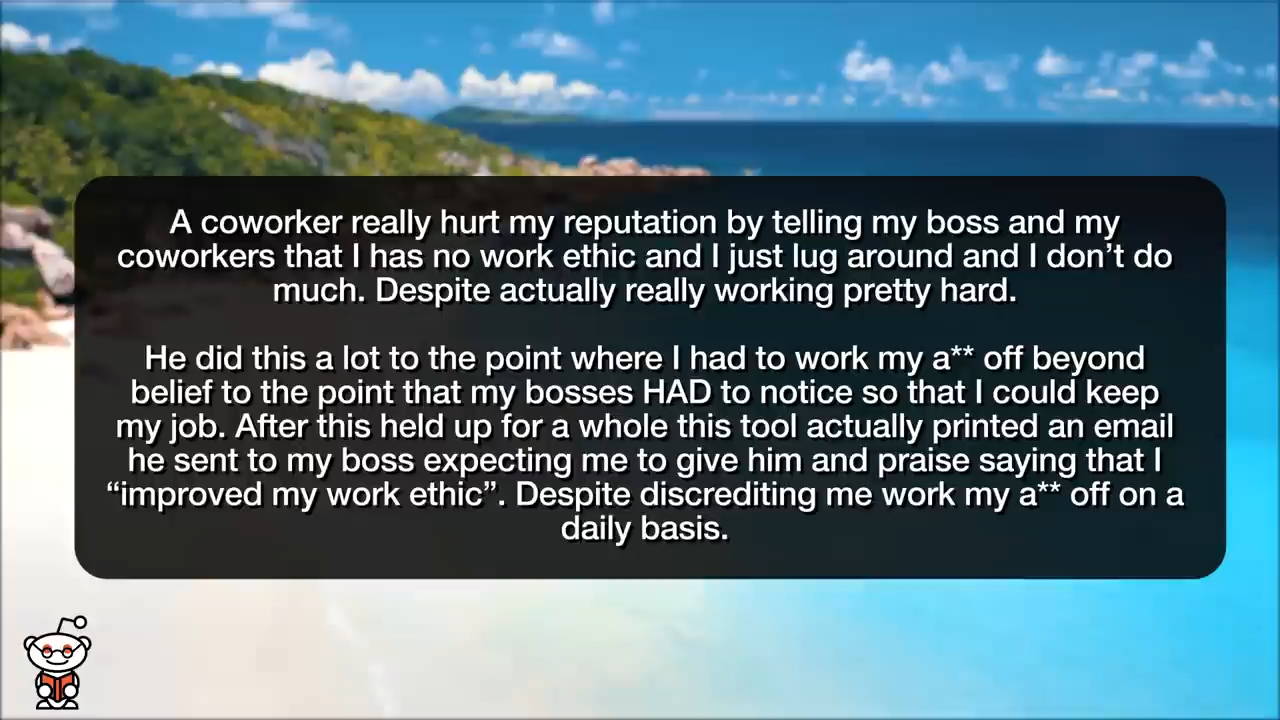 A coworker really hurt my reputation by telling my boss and my
coworkers that I has no work ethic and I just lug around and I don’t do
much. Despite actually really working pretty hard.
He did this a lot to the point where I had to work my a** off beyond
belief to the point that my bosses HAD to notice so that I could keep
my job. After this held up for a whole this tool actually printed an email
he sent to my boss expecting me to give him and praise saying that I
“improved my work ethic”. Despite discrediting me work my a** off on a
daily basis.